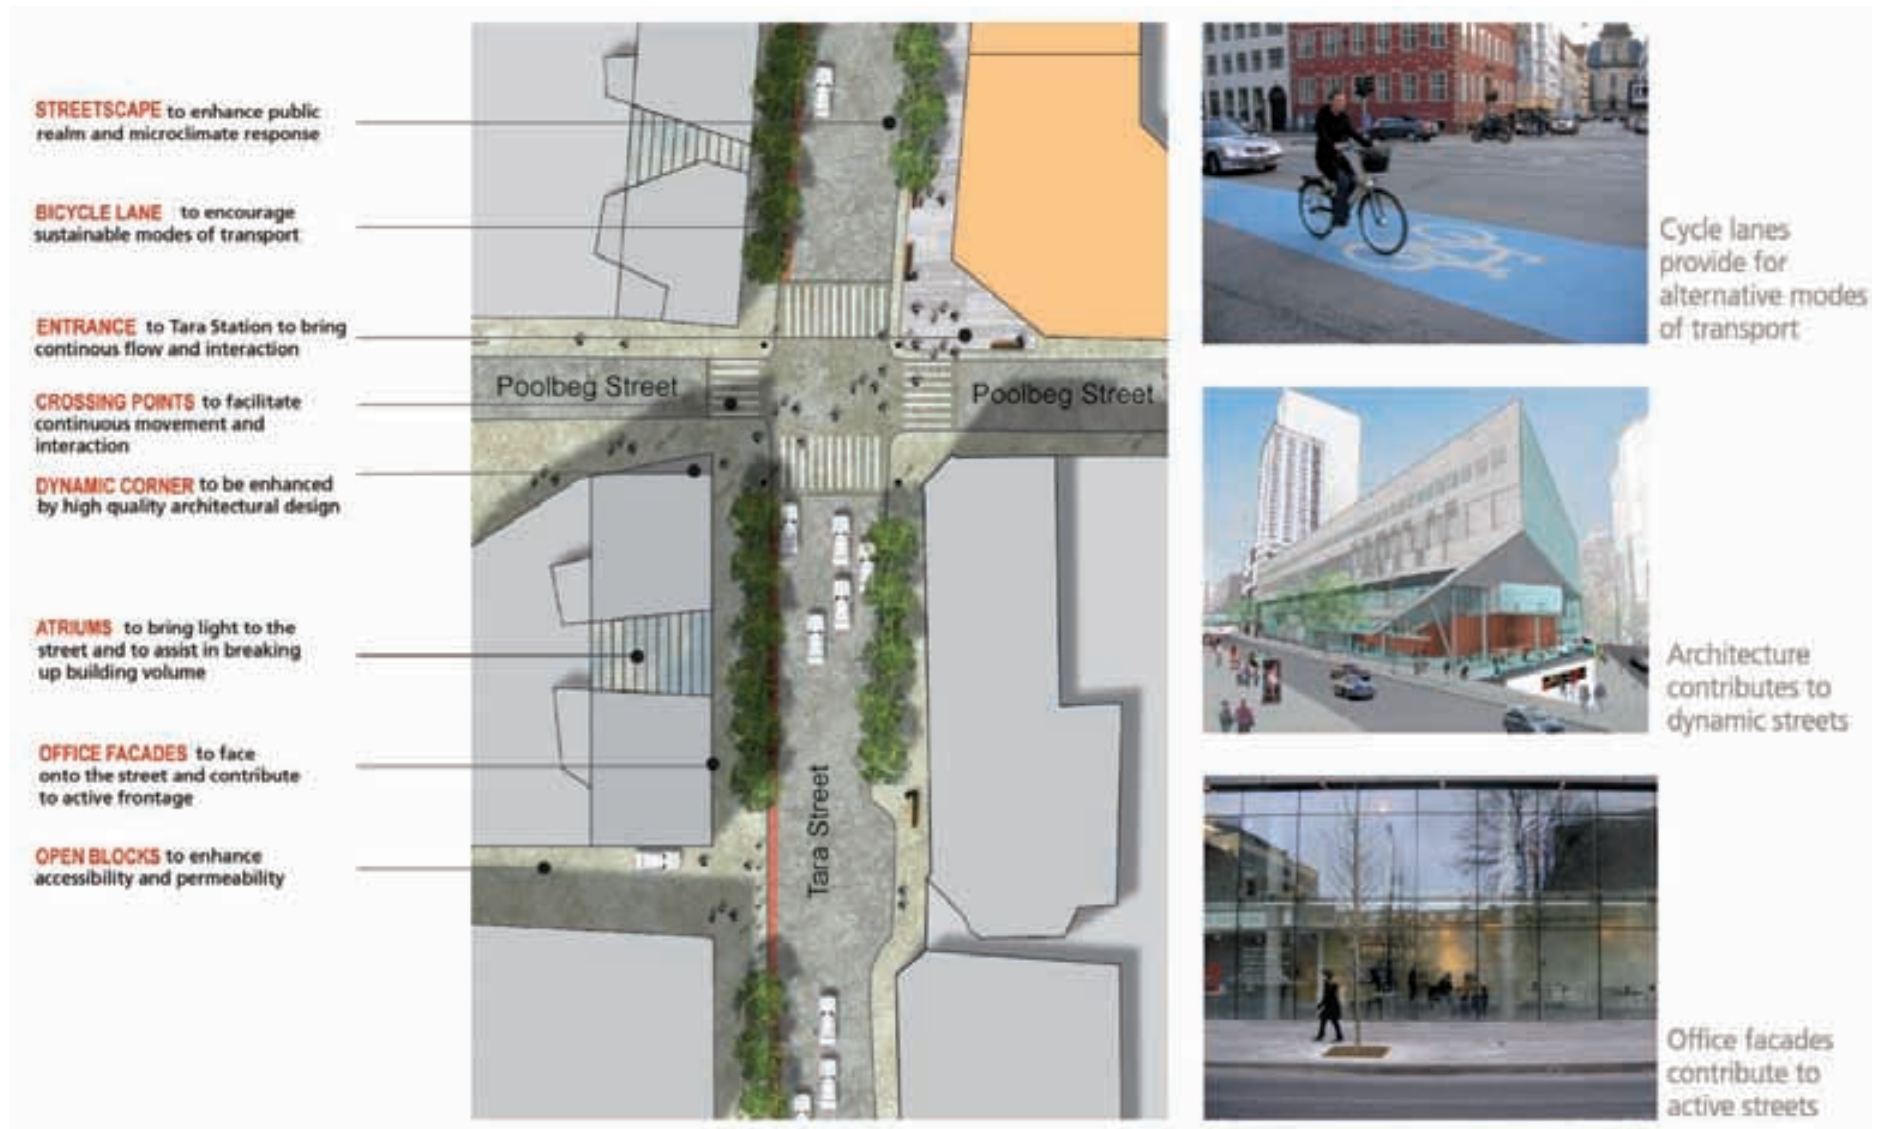 STREETSCAPE to enhance public
realm and microclimate response
BICYCLE LANE to encourage
sustainable modes of transport
ENTRANCE to Tara Station to bring
continous flow and interaction
CROSSING POINTS to facilitate
continuous movement and
interaction
DYNAMIC CORNER to be enhanced
by high quality architectural design
ATRIUMS to bring light to the
street and to assist in breaking
up building volume
OFFICE FACADES to face
onto the street and contribute
to active frontage
OPEN BLOCKS to enhance
accessibility and permeability
Poolbeg Street
Poolbeg Street
Tara Street
Cycle lanes
provide for
alternative modes
of transport
Architecture
contributes to
dynamic streets
Office facades
contribute to
active streets